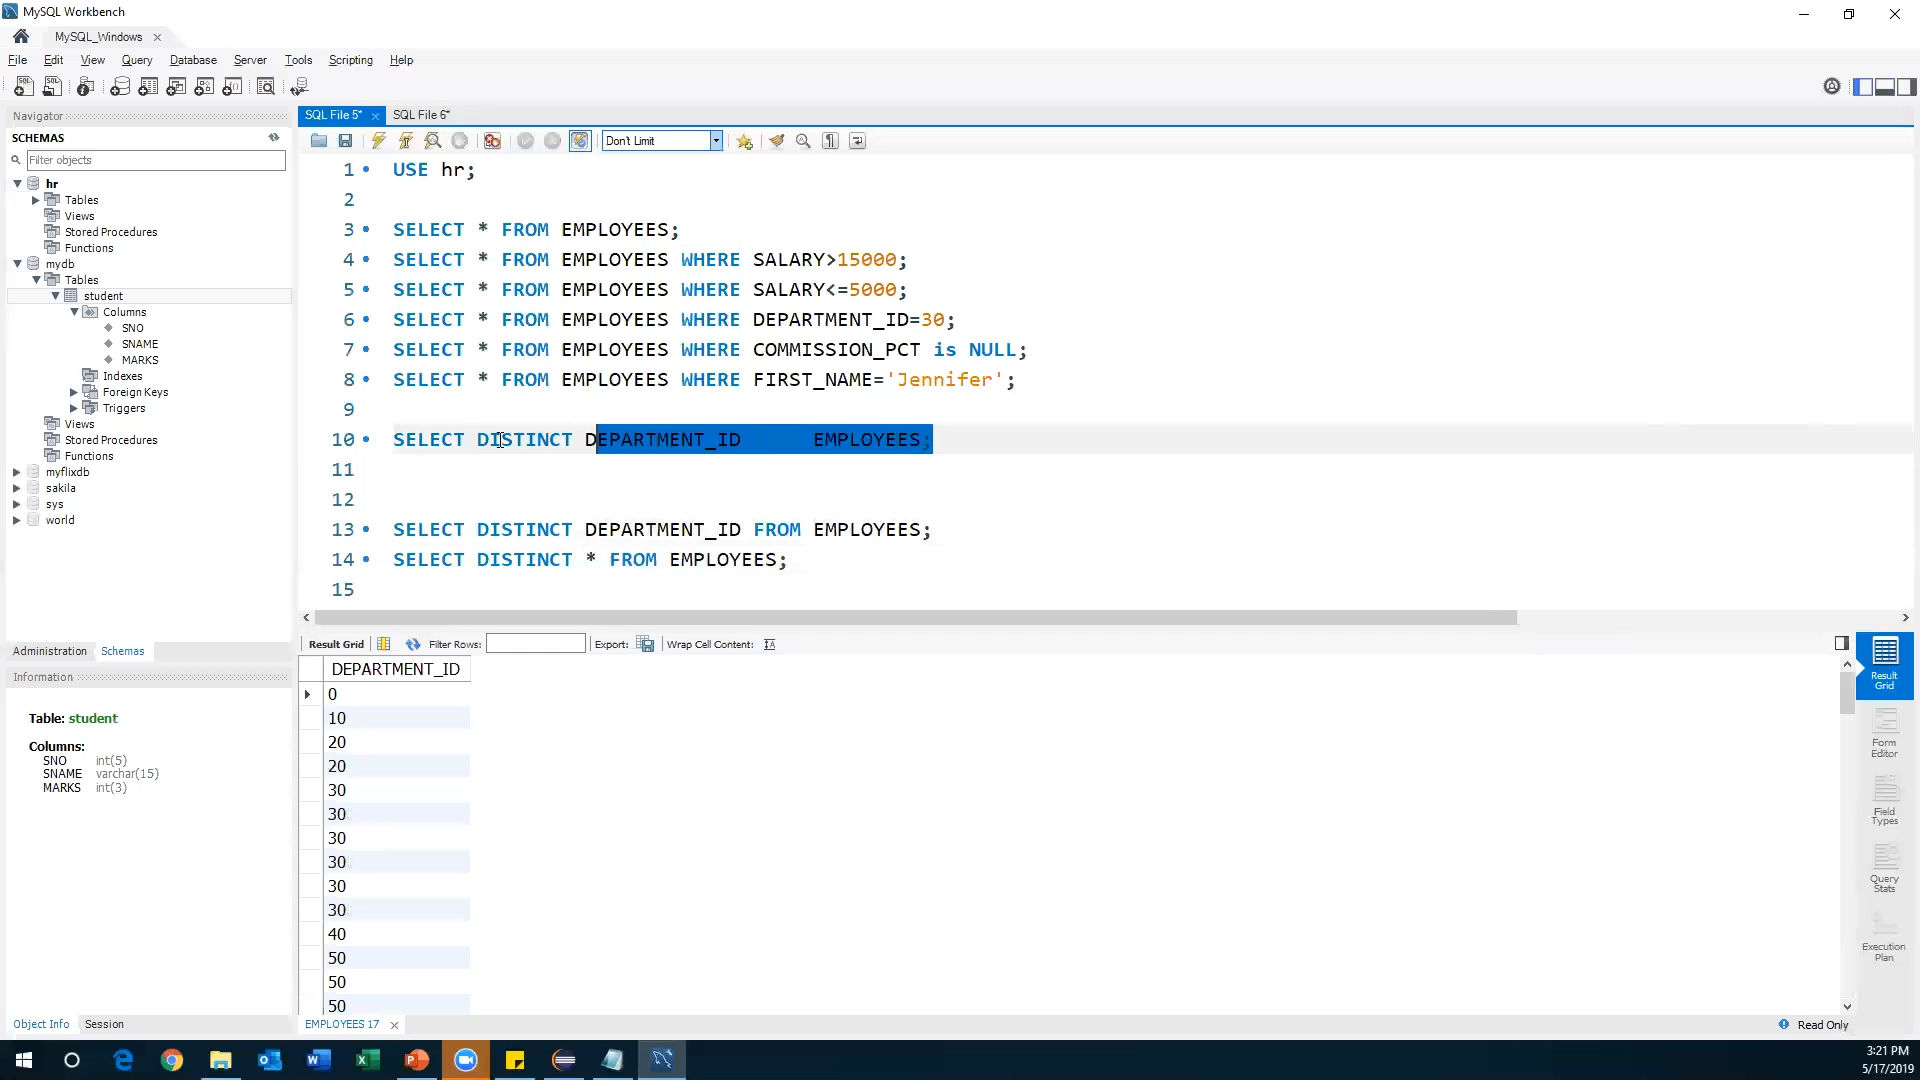 MySQL Workbench
MySQL_Windows
File Edit View Query Database Server Tools Scripting Help
Navigator
SCHEMAS
Filter objects
hr
Tables
Views
Stored Procedures
Functions
mydb
Tables
student
Columns
SNO
SNAME
MARKS
Indexes
Foreign Keys
Triggers
Views
Stored Procedures
Functions
myflixdb
sakila
sys
world
Administration Schemas
Information
Table: student
Columns:
SNO int(5)
SNAME varchar(15)
MARKS int(3)
Object Info Session
SQL File 5* SQL File 6*
Don't Limit
1 USE hr;
2
3 SELECT * FROM EMPLOYEES;
4 SELECT * FROM EMPLOYEES WHERE SALARY>15000;
5 SELECT * FROM EMPLOYEES WHERE SALARY<=5000;
6 SELECT * FROM EMPLOYEES WHERE DEPARTMENT_ID=30;
7 SELECT * FROM EMPLOYEES WHERE COMMISSION_PCT is NULL;
8 SELECT * FROM EMPLOYEES WHERE FIRST_NAME='Jennifer';
9
10 SELECT DISTINCT DEPARTMENT_ID EMPLOYEES;
11
12
13 SELECT DISTINCT DEPARTMENT_ID FROM EMPLOYEES;
14 SELECT DISTINCT * FROM EMPLOYEES;
15
Result Grid Filter Rows: Export: Wrap Cell Content:
DEPARTMENT_ID
0
10
20
20
30
30
30
30
30
30
40
50
50
50
Result
Grid
Form
Editor
Field
Types
Query
Stats
Execution
Plan
EMPLOYEES 17
Read Only
3:21 PM
5/17/2019